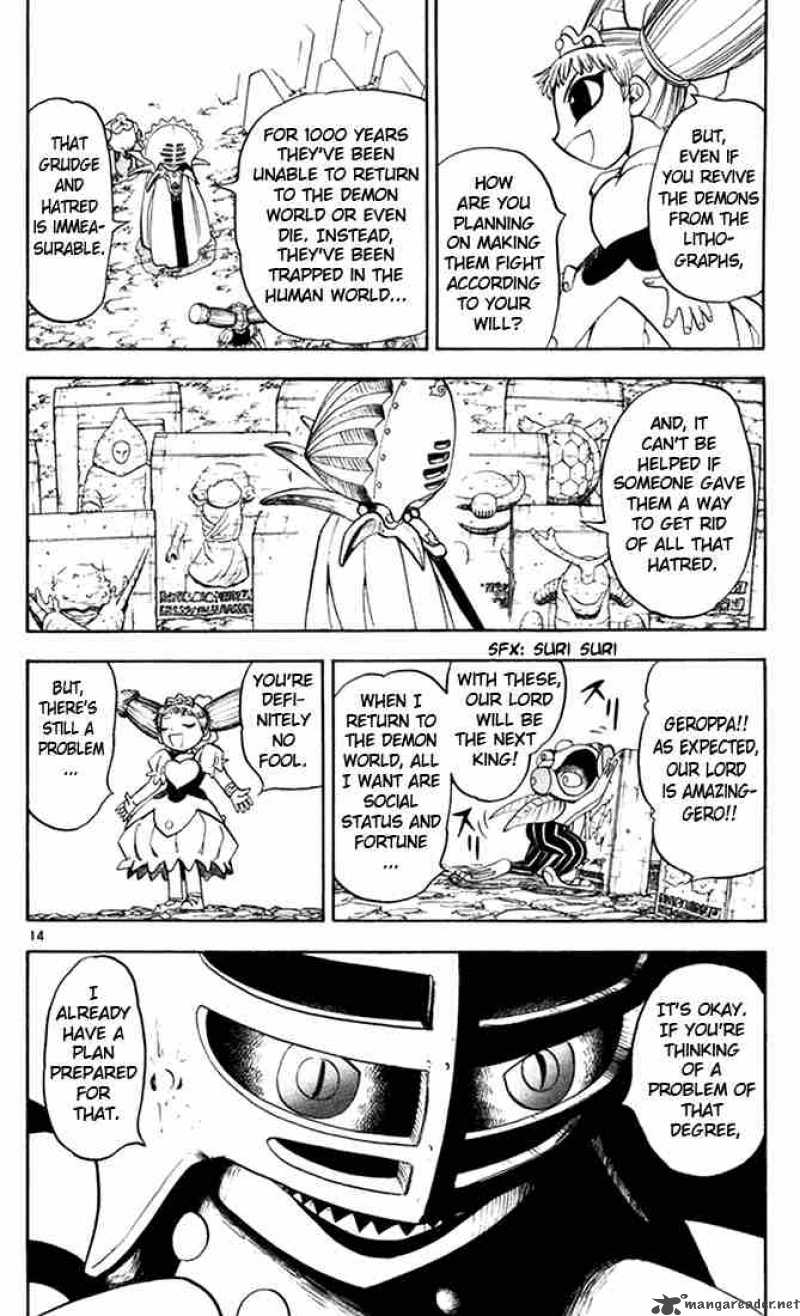 BUT,
EVEN IF
YOU REVIVE
THE DEMONS
FROM THE
LITHO-
GRAPHS,
HOW
ARE YOU
PLANNING
ON MAKING
THEM FIGHT
ACCORDING
TO YOUR
WILL?
FOR 1000 YEARS
THEY'VE BEEN
UNABLE TO RETURN
TO THE DEMON
WORLD OR EVEN
DIE. INSTEAD,
THEY'VE BEEN
TRAPPED IN THE
HUMAN WORLD...
THAT
GRUDGE
AND
HATRED
IS IMMEA-
SURABLE.
AND, IT
CAN'T BE
HELPED IF
SOMEONE GAVE
THEM A WAY
TO GET RID
OF ALL THAT
HATRED.
SFX: SURI SURI
GEROPPA!!
AS EXPECTED,
OUR LORD
IS AMAZING-
GERO!!
ズッ
WITH THESE,
OUR LORD
WILL BE
THE NEXT
KING!
WHEN I
RETURN TO
THE DEMON
WORLD, ALL
I WANT ARE
SOCIAL
STATUS AND
FORTUNE
...
ズッ
YOU'RE
DEFI-
NITELY
NO
FOOL.
BUT,
THERE'S
STILL A
PROBLEM
...
14
IT'S OKAY.
IF YOU'RE
THINKING
OF A
PROBLEM OF
THAT
DEGREE,
I
ALREADY
HAVE A
PLAN
PREPARED
FOR
THAT.
mangareader.net